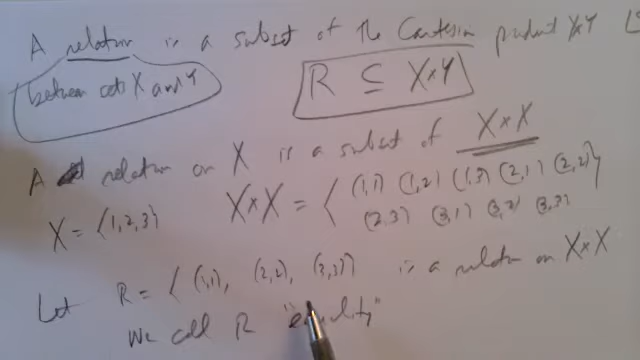 A relation is a subset of the Cartesian product X×Y
between sets X and Y
R ⊆ X×Y
A relation on X is a subset of X×X
X = {1,2,3} X×X = { (1,1) (1,2) (1,3) (2,1) (2,2)
(2,3) (3,1) (3,2) (3,3) }
Let R = { (1,1), (2,2), (3,3) } is a relation on X×X
We call R "equality"